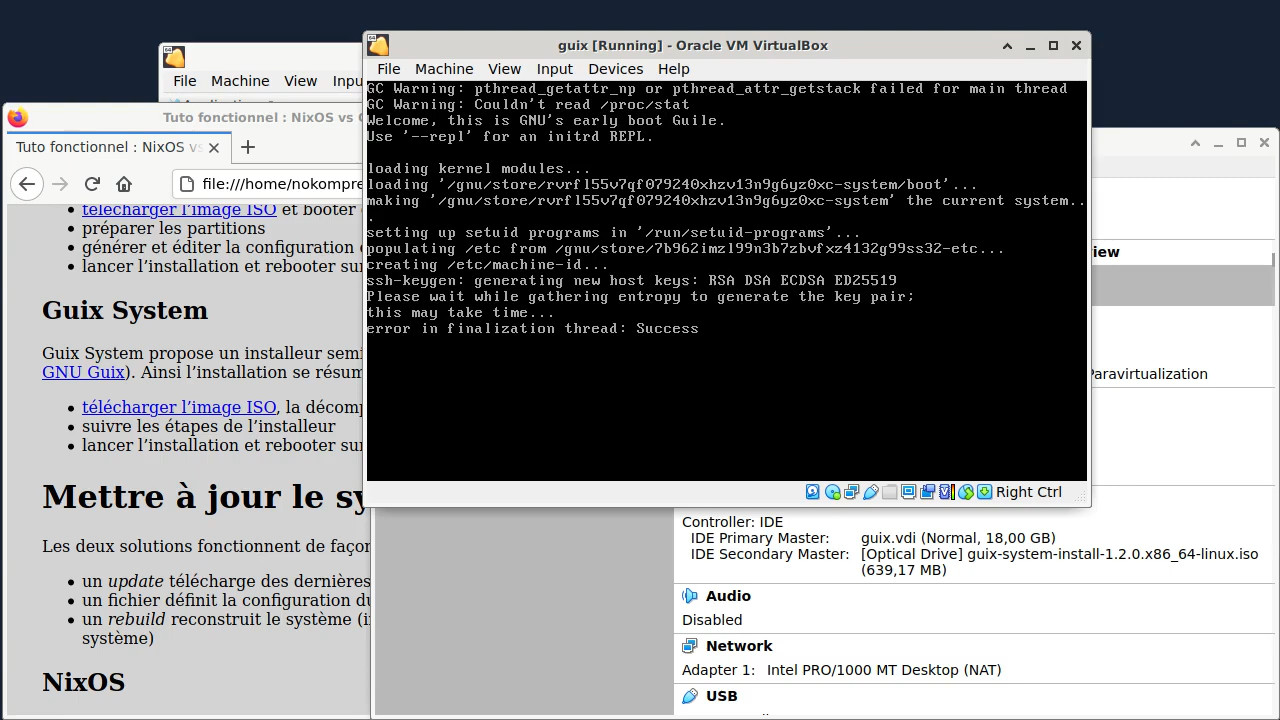 guix [Running] - Oracle VM VirtualBox
File Machine View Input Devices Help
GC Warning: pthread_getattr_np or pthread_attr_getstack failed for main thread
GC Warning: Couldn't read /proc/stat
Welcome, this is GNU's early boot Guile.
Use '--repl' for an initrd REPL.
loading kernel modules...
loading '/gnu/store/rvrfl55v7qf079240xhzv13n9g6yz0xc-system/boot'...
making '/gnu/store/rvrfl55v7qf079240xhzv13n9g6yz0xc-system' the current system..
.
setting up setuid programs in '/run/setuid-programs'...
populating /etc from /gnu/store/7b962imzl99n3b7zbvfxz4132g99ss32-etc...
creating /etc/machine-id...
ssh-keygen: generating new host keys: RSA DSA ECDSA ED25519
Please wait while gathering entropy to generate the key pair;
this may take time...
error in finalization thread: Success
Right Ctrl
File Machine View Inpu
Tuto fonctionnel : NixOS vs
Tuto fonctionnel : NixOS vs
file:///home/nokompre
télécharger l'image ISO et booter
préparer les partitions
générer et éditer la configuration
lancer l'installation et rebooter sur
Guix System
Guix System propose un installeur semi
GNU Guix). Ainsi l'installation se résum
télécharger l'image ISO, la décomp
suivre les étapes de l'installeur
lancer l'installation et rebooter sur
Mettre à jour le sy
Les deux solutions fonctionnent de façon
un update télécharge des dernières
un fichier définit la configuration du
un rebuild reconstruit le système (i
système)
NixOS
iew
Paravirtualization
Controller: IDE
IDE Primary Master: guix.vdi (Normal, 18,00 GB)
IDE Secondary Master: [Optical Drive] guix-system-install-1.2.0.x86_64-linux.iso
(639,17 MB)
Audio
Disabled
Network
Adapter 1: Intel PRO/1000 MT Desktop (NAT)
USB